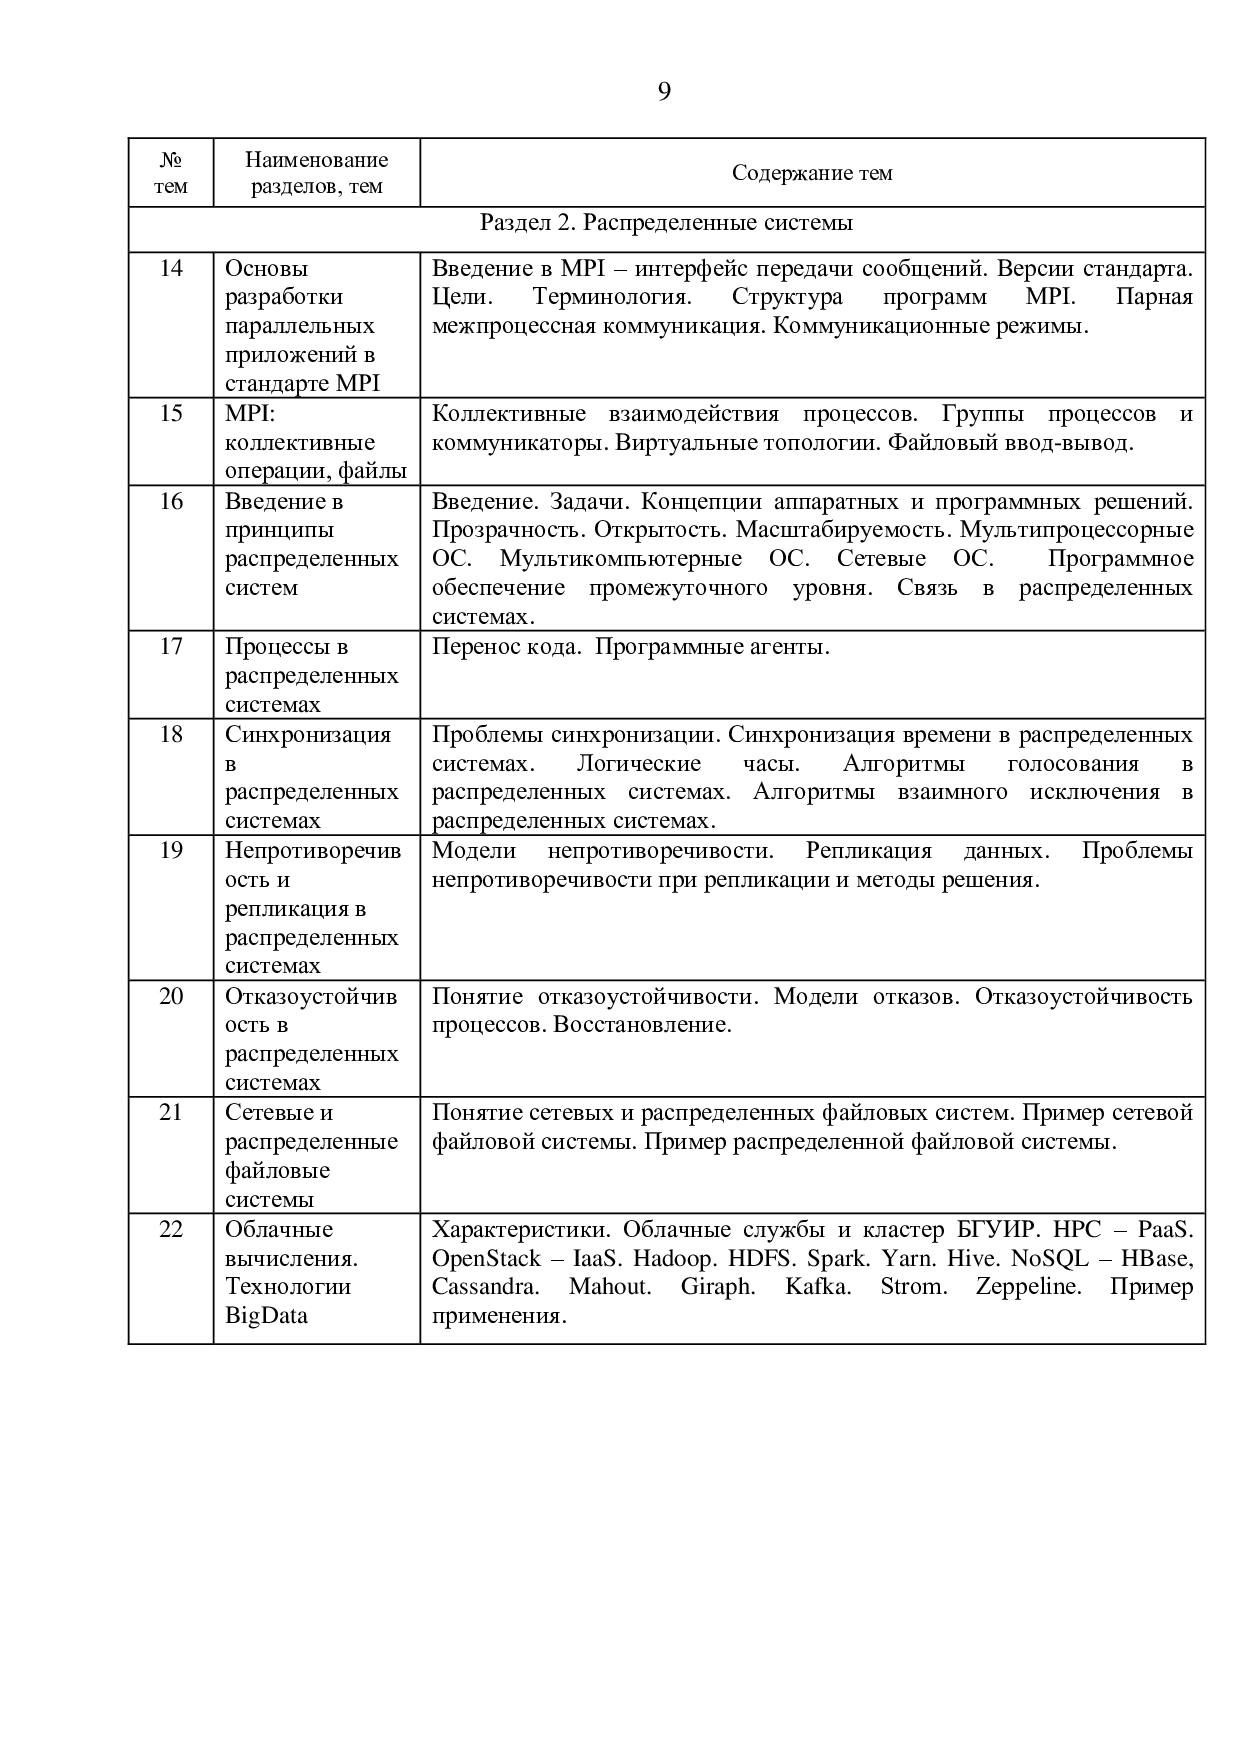 9
№
тем
Наименование
разделов, тем
Содержание тем
Раздел 2. Распределенные системы
14
Основы
разработки
параллельных
приложений в
стандарте MPI
Введение в MPI – интерфейс передачи сообщений. Версии стандарта.
Цели. Терминология. Структура программ MPI. Парная
межпроцессная коммуникация. Коммуникационные режимы.
15
MPI:
коллективные
операции, файлы
Коллективные взаимодействия процессов. Группы процессов и
коммуникаторы. Виртуальные топологии. Файловый ввод-вывод.
16
Введение в
принципы
распределенных
систем
Введение. Задачи. Концепции аппаратных и программных решений.
Прозрачность. Открытость. Масштабируемость. Мультипроцессорные
ОС. Мультикомпьютерные ОС. Сетевые ОС. Программное
обеспечение промежуточного уровня. Связь в распределенных
системах.
17
Процессы в
распределенных
системах
Перенос кода. Программные агенты.
18
Синхронизация
в
распределенных
системах
Проблемы синхронизации. Синхронизация времени в распределенных
системах. Логические часы. Алгоритмы голосования в
распределенных системах. Алгоритмы взаимного исключения в
распределенных системах.
19
Непротиворечив
ость и
репликация в
распределенных
системах
Модели непротиворечивости. Репликация данных. Проблемы
непротиворечивости при репликации и методы решения.
20
Отказоустойчив
ость в
распределенных
системах
Понятие отказоустойчивости. Модели отказов. Отказоустойчивость
процессов. Восстановление.
21
Сетевые и
распределенные
файловые
системы
Понятие сетевых и распределенных файловых систем. Пример сетевой
файловой системы. Пример распределенной файловой системы.
22
Облачные
вычисления.
Технологии
BigData
Характеристики. Облачные службы и кластер БГУИР. HPC – PaaS.
OpenStack – IaaS. Hadoop. HDFS. Spark. Yarn. Hive. NoSQL – HBase,
Cassandra. Mahout. Giraph. Kafka. Strom. Zeppeline. Пример
применения.